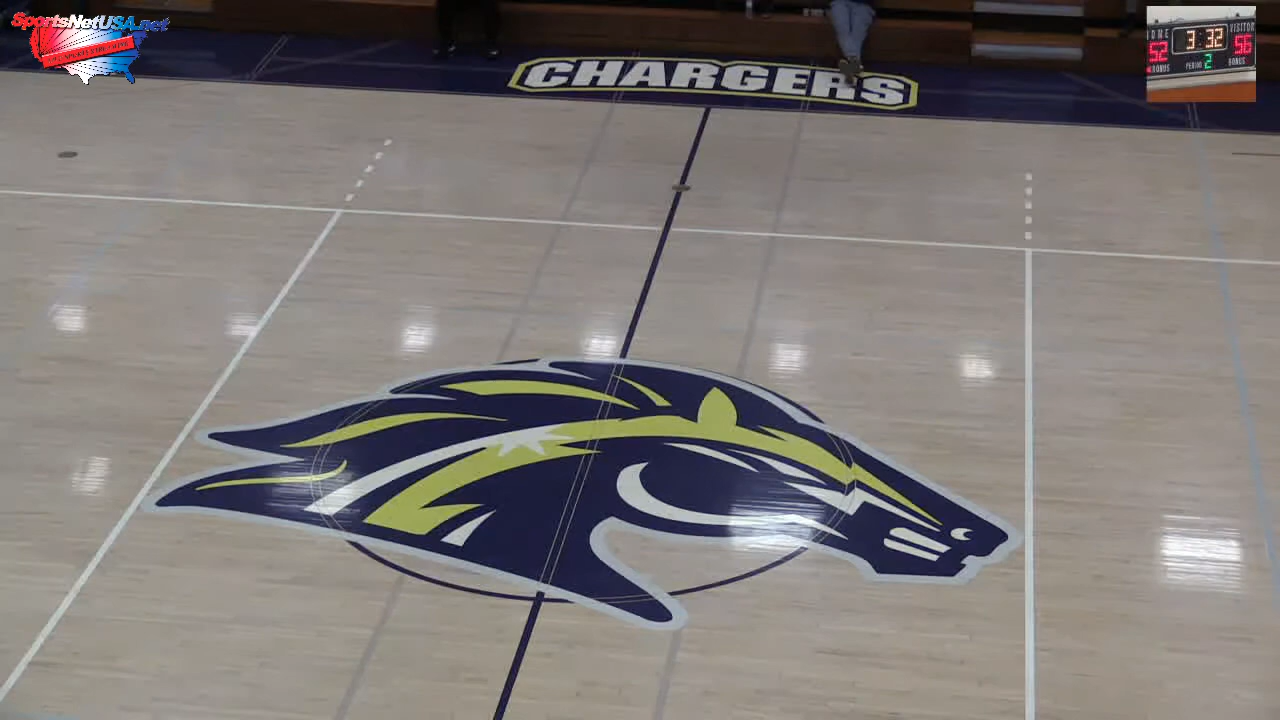 SportsNetUSA.net
CHARGERS
HOME 3:32 VISITOR
52 56
BONUS PERIOD 2 BONUS